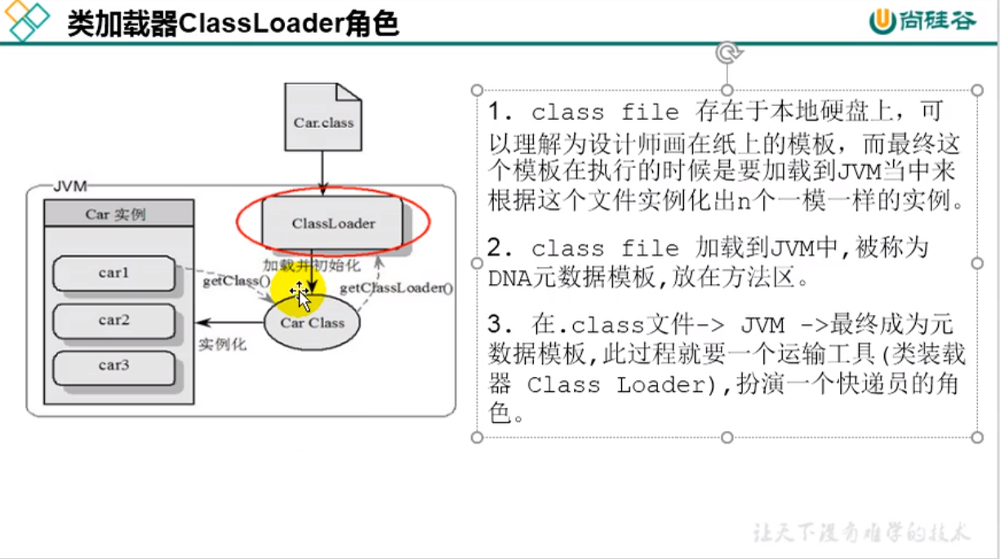 类加载器ClassLoader角色
尚硅谷
Car.class
JVM
Car 实例
ClassLoader
car1
加载并初始化
getClass()
getClassLoader()
car2
Car Class
实例化
car3
1. class file 存在于本地硬盘上，可
以理解为设计师画在纸上的模板，而最终这
个模板在执行的时候是要加载到JVM当中来
根据这个文件实例化出n个一模一样的实例。
2. class file 加载到JVM中,被称为
DNA元数据模板,放在方法区。
3. 在.class文件-> JVM ->最终成为元
数据模板,此过程就要一个运输工具(类装载
器 Class Loader),扮演一个快递员的角
色。
让天下没有难学的技术